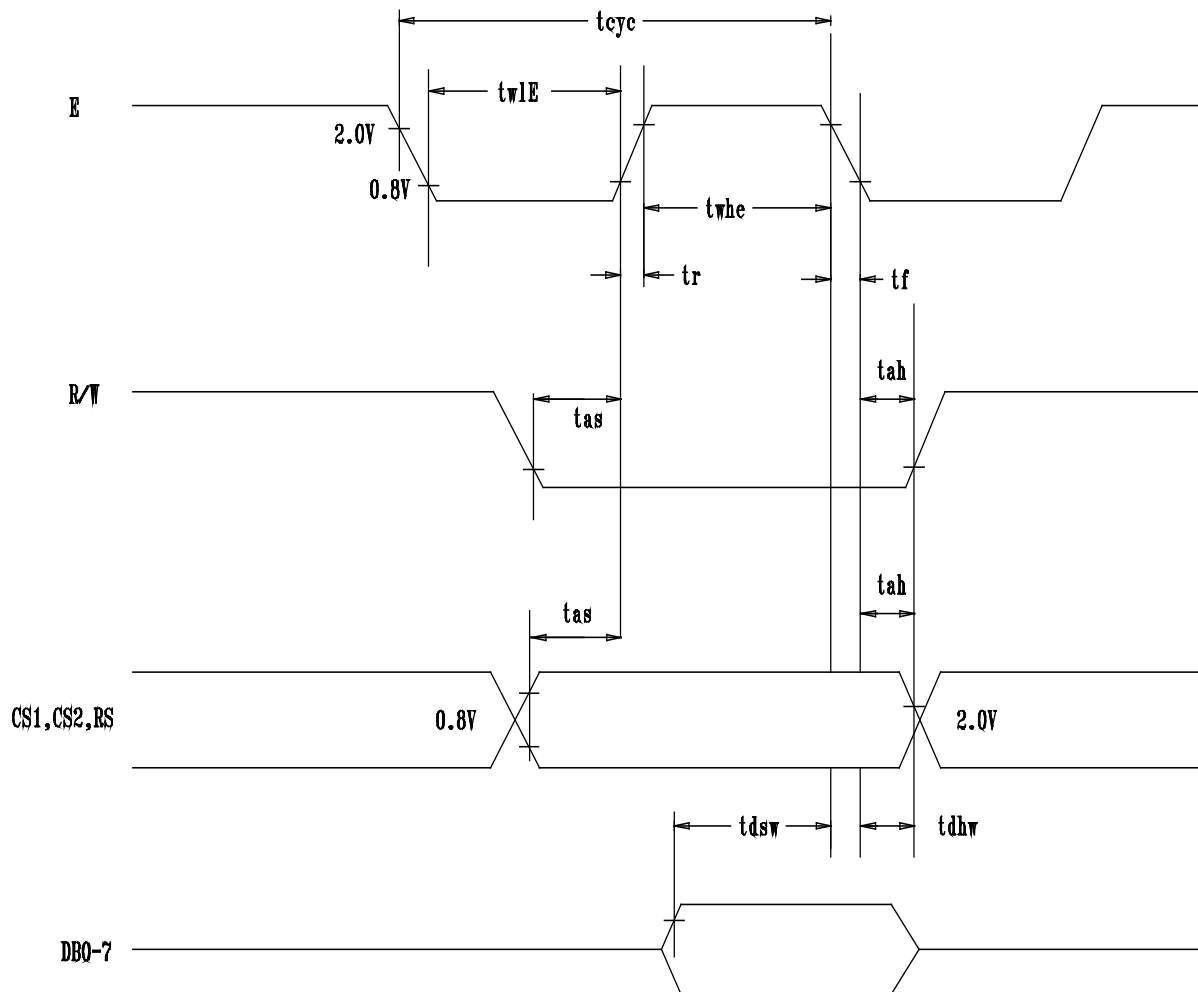 tcyc
twlE
E
2.0V
0.8V
twhe
tr
tf
R/W
tas
tah
tas
tah
CS1,CS2,RS
0.8V
2.0V
tdsw
tdhw
DB0-7